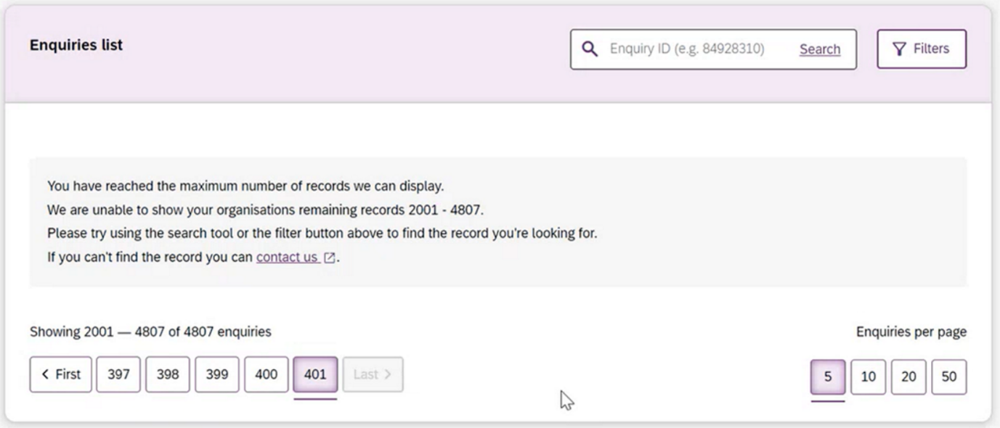 Enquiries list
Enquiry ID (e.g. 84928310) Search
Filters
You have reached the maximum number of records we can display.
We are unable to show your organisations remaining records 2001 - 4807.
Please try using the search tool or the filter button above to find the record you're looking for.
If you can't find the record you can contact us .
Showing 2001 — 4807 of 4807 enquiries
Enquiries per page
First 397 398 399 400 401 Last
5 10 20 50